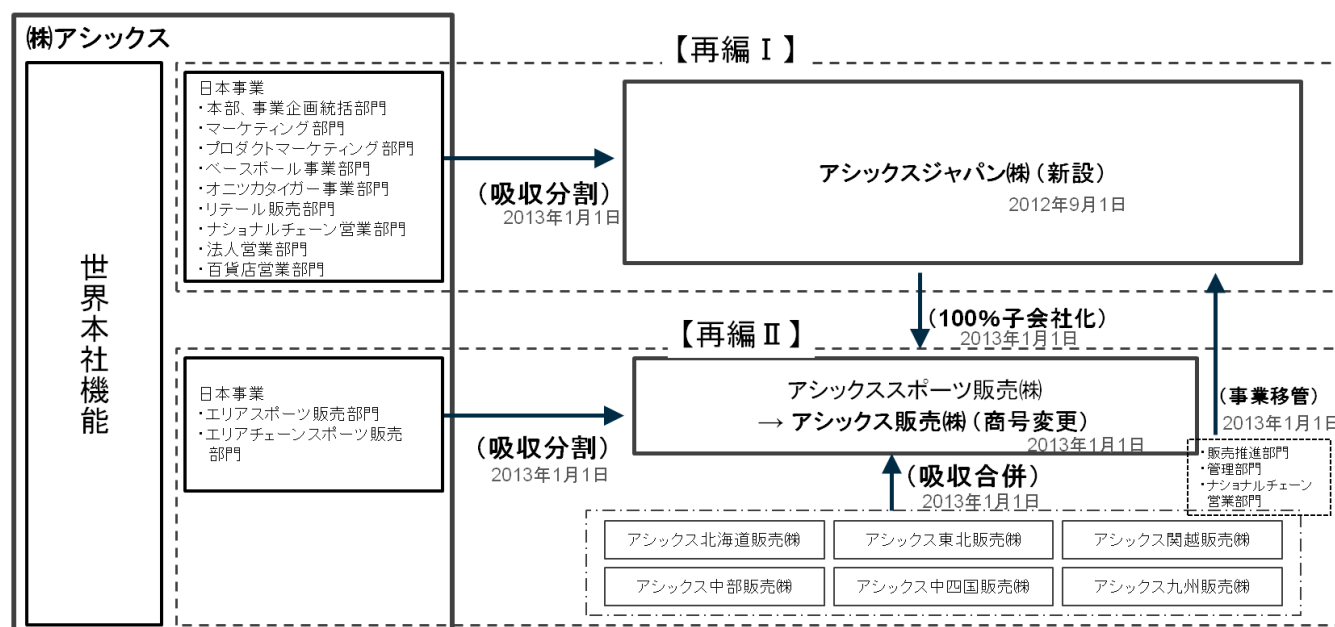 ㈱アシックス
世界本社機能
【再編Ⅰ】
日本事業
・本部、事業企画統括部門
・マーケティング部門
・プロダクトマーケティング部門
・ベースボール事業部門
・オニツカタイガー事業部門
・リテール販売部門
・ナショナルチェーン営業部門
・法人営業部門
・百貨店営業部門
(吸収分割)
2013年1月1日
アシックスジャパン㈱(新設)
2012年9月1日
(100%子会社化)
2013年1月1日
【再編Ⅱ】
日本事業
・エリアスポーツ販売部門
・エリアチェーンスポーツ販売
部門
(吸収分割)
2013年1月1日
アシックススポーツ販売㈱
→ アシックス販売㈱(商号変更)
2013年1月1日
(事業移管)
2013年1月1日
・販売推進部門
・管理部門
・ナショナルチェーン
営業部門
(吸収合併)
2013年1月1日
アシックス北海道販売㈱
アシックス東北販売㈱
アシックス関越販売㈱
アシックス中部販売㈱
アシックス中四国販売㈱
アシックス九州販売㈱